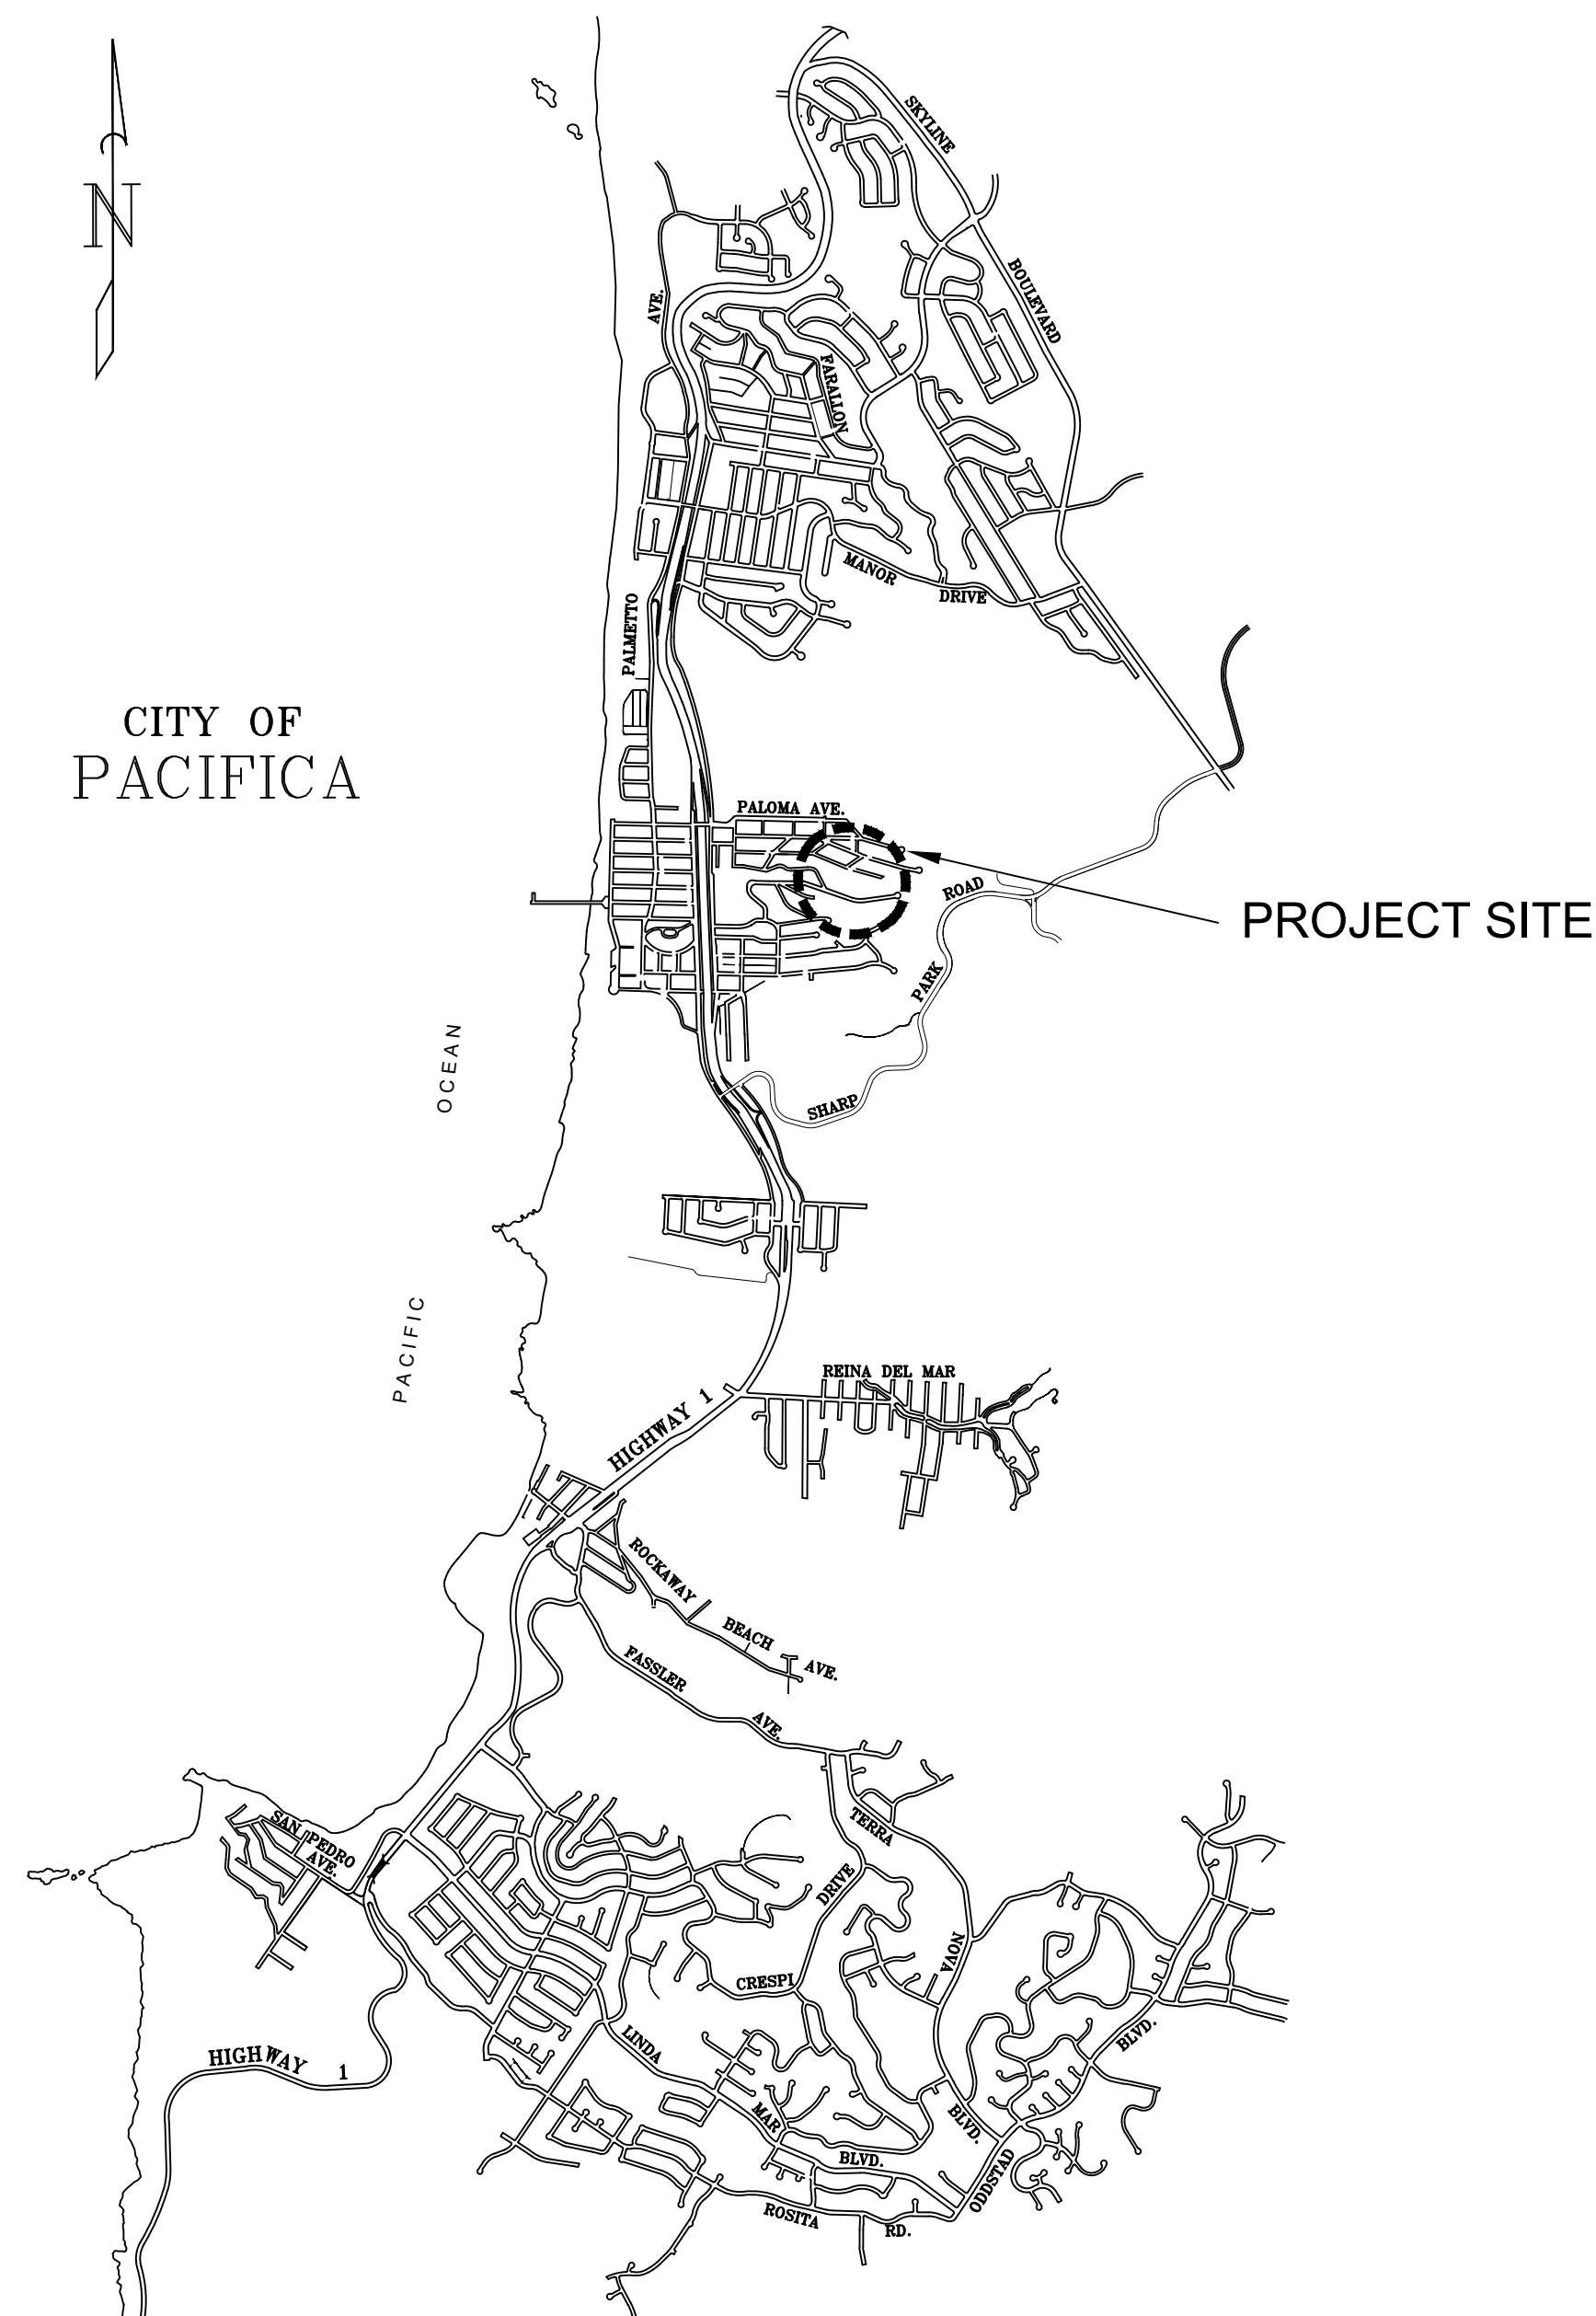 N
SKYLINE
BOULEVARD
AVE.
FARALLON
MANOR
DRIVE
PALMETTO
CITY OF
PACIFICA
PALOMA AVE.
PROJECT SITE
ROAD
PARK
SHARP
OCEAN
PACIFIC
REINA DEL MAR
HIGHWAY 1
ROCKAWAY
BEACH
AVE.
FASSLER
AVE.
TERRA
NOVA
BLVD.
SAN PEDRO
AVE.
DRIVE
CRESPI
LINDA
MAR
BLVD.
BLVD.
ODDSTAD
HIGHWAY 1
ROSITA
RD.